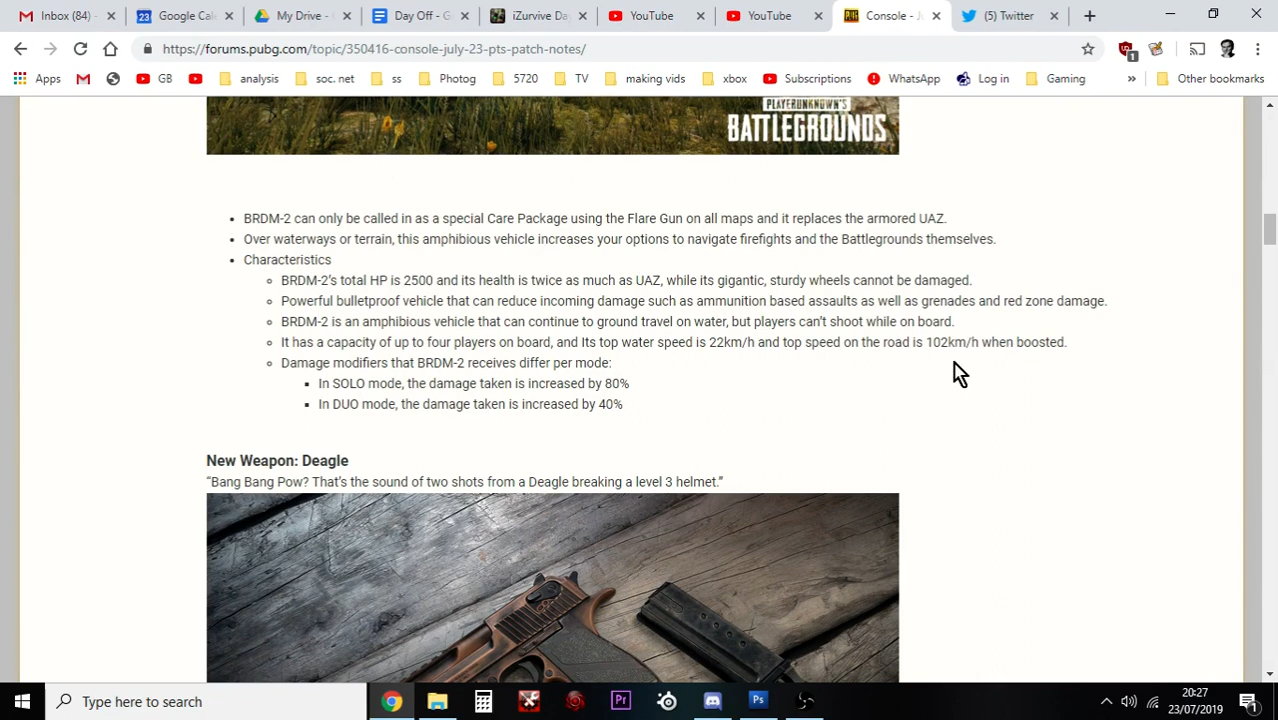 Inbox (84)
Google Cal
My Drive - G
Day Off - G
iZurvive Da
YouTube
YouTube
Console - J
(5) Twitter
https://forums.pubg.com/topic/350416-console-july-23-pts-patch-notes/
1
Apps
GB
analysis
soc. net
ss
Photog
5720
TV
making vids
xbox
Subscriptions
WhatsApp
Log in
Gaming
»
Other bookmarks
PLAYERUNKNOWN'S
BATTLEGROUNDS
BRDM-2 can only be called in as a special Care Package using the Flare Gun on all maps and it replaces the armored UAZ.
Over waterways or terrain, this amphibious vehicle increases your options to navigate firefights and the Battlegrounds themselves.
Characteristics
BRDM-2’s total HP is 2500 and its health is twice as much as UAZ, while its gigantic, sturdy wheels cannot be damaged.
Powerful bulletproof vehicle that can reduce incoming damage such as ammunition based assaults as well as grenades and red zone damage.
BRDM-2 is an amphibious vehicle that can continue to ground travel on water, but players can’t shoot while on board.
It has a capacity of up to four players on board, and Its top water speed is 22km/h and top speed on the road is 102km/h when boosted.
Damage modifiers that BRDM-2 receives differ per mode:
In SOLO mode, the damage taken is increased by 80%
In DUO mode, the damage taken is increased by 40%
New Weapon: Deagle
“Bang Bang Pow? That’s the sound of two shots from a Deagle breaking a level 3 helmet.”
Type here to search
Pr
Ps
20:27
23/07/2019
1